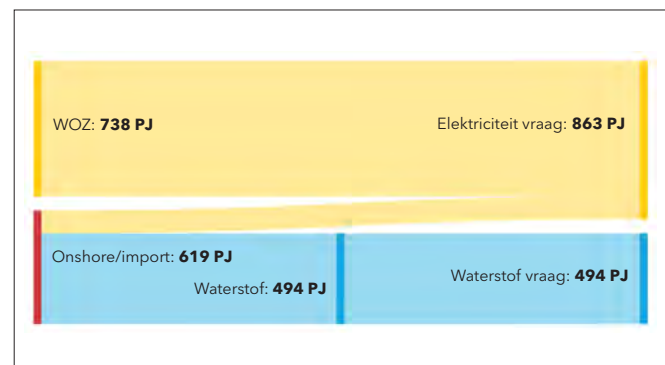 WOZ: 738 PJ
Elektriciteit vraag: 863 PJ
Onshore/import: 619 PJ
Waterstof: 494 PJ
Waterstof vraag: 494 PJ